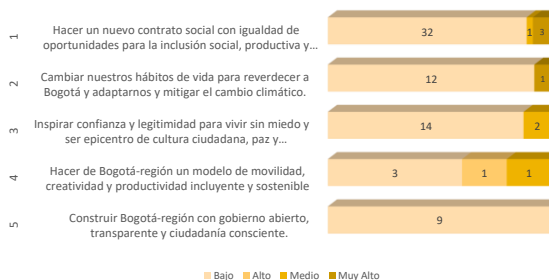 1
Hacer un nuevo contrato social con igualdad de
oportunidades para la inclusión social, productiva y…
32 1 3
2
Cambiar nuestros hábitos de vida para reverdecer a
Bogotá y adaptarnos y mitigar el cambio climático.
12 1
3
Inspirar confianza y legitimidad para vivir sin miedo y
ser epicentro de cultura ciudadana, paz y…
14 2
4
Hacer de Bogotá-región un modelo de movilidad,
creatividad y productividad incluyente y sostenible
3 1 1
5
Construir Bogotá-región con gobierno abierto,
transparente y ciudadanía consciente.
9
Bajo Alto Medio Muy Alto